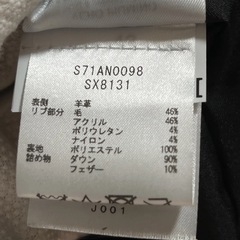 S71AN0098
SX8131
表側 羊革
リブ部分 毛 46%
アクリル 46%
ポリウレタン 4%
ナイロン 4%
裏地 ポリエステル 100%
詰め物 ダウン 90%
フェザー 10%
J001